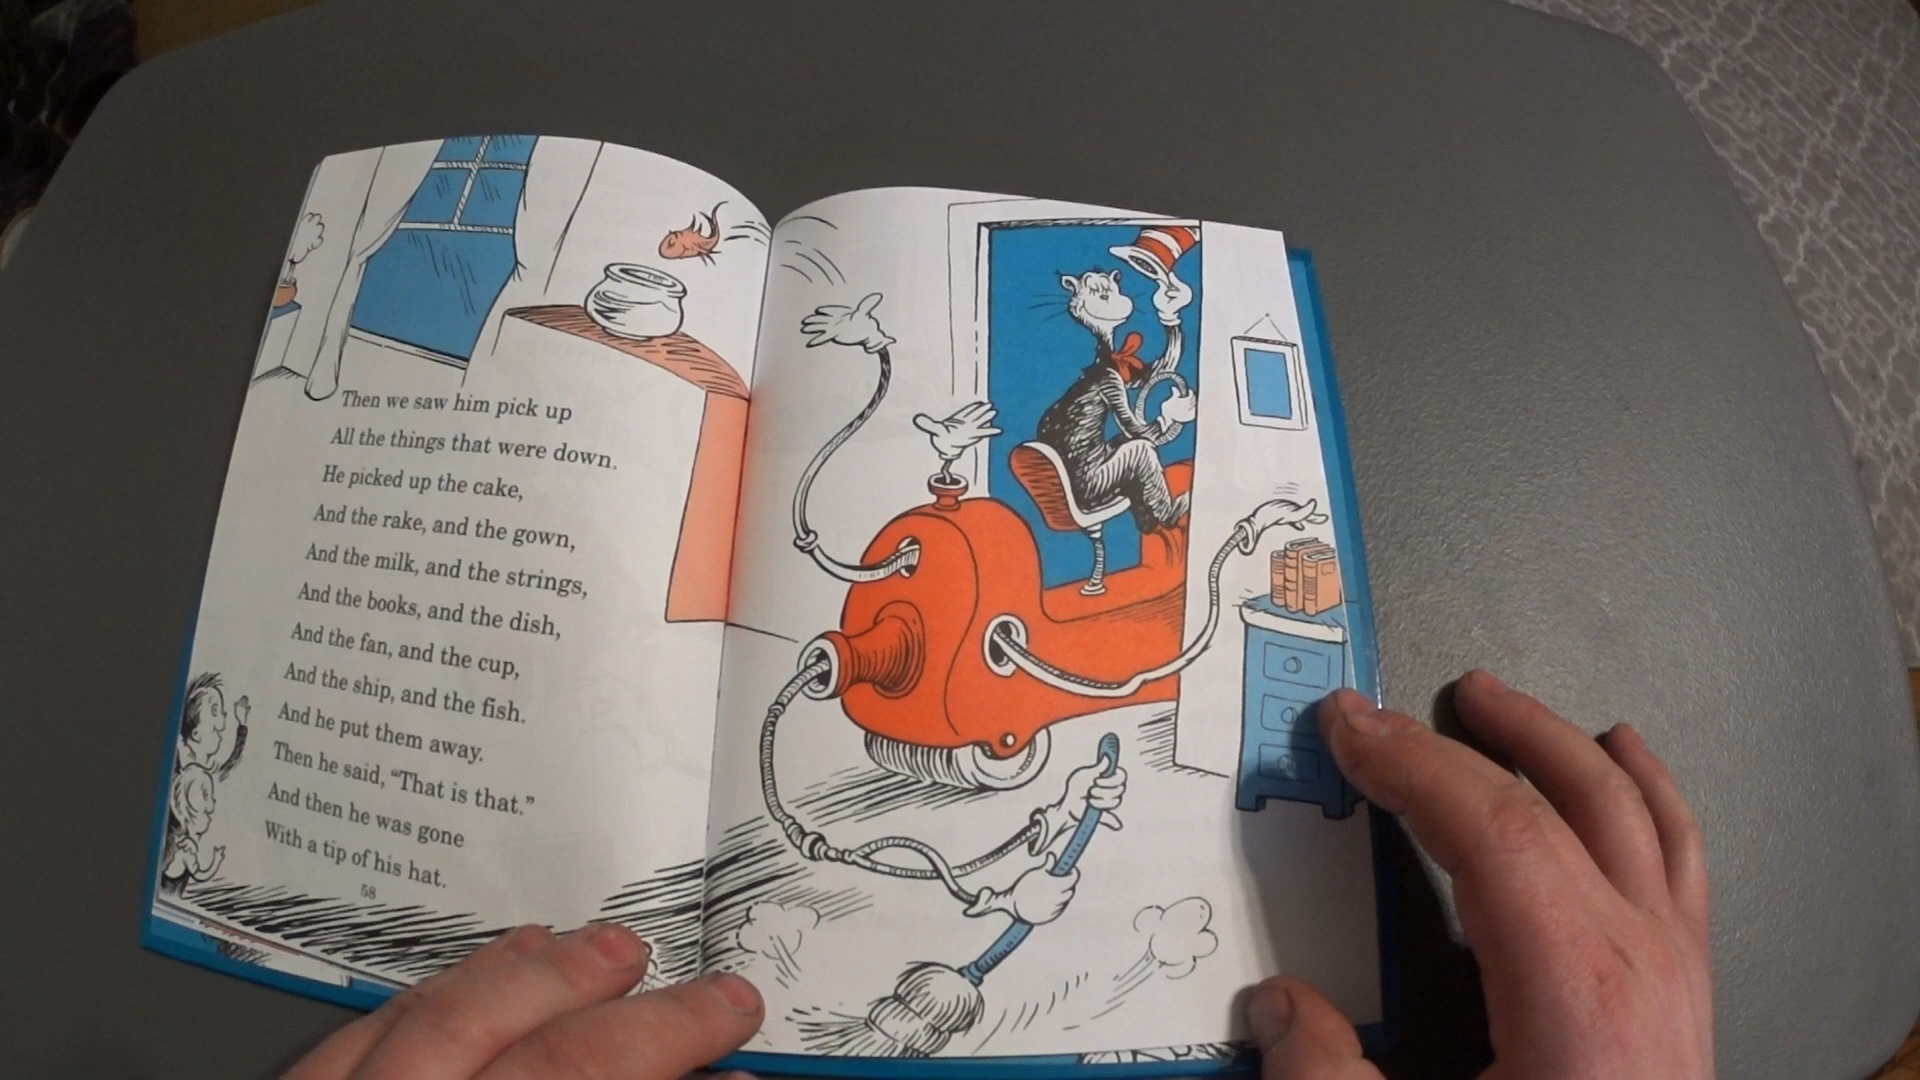 Then we saw him pick up
All the things that were down.
He picked up the cake,
And the rake, and the gown,
And the milk, and the strings,
And the books, and the dish,
And the fan, and the cup,
And the ship, and the fish.
And he put them away.
Then he said, “That is that.”
And then he was gone
With a tip of his hat.
58